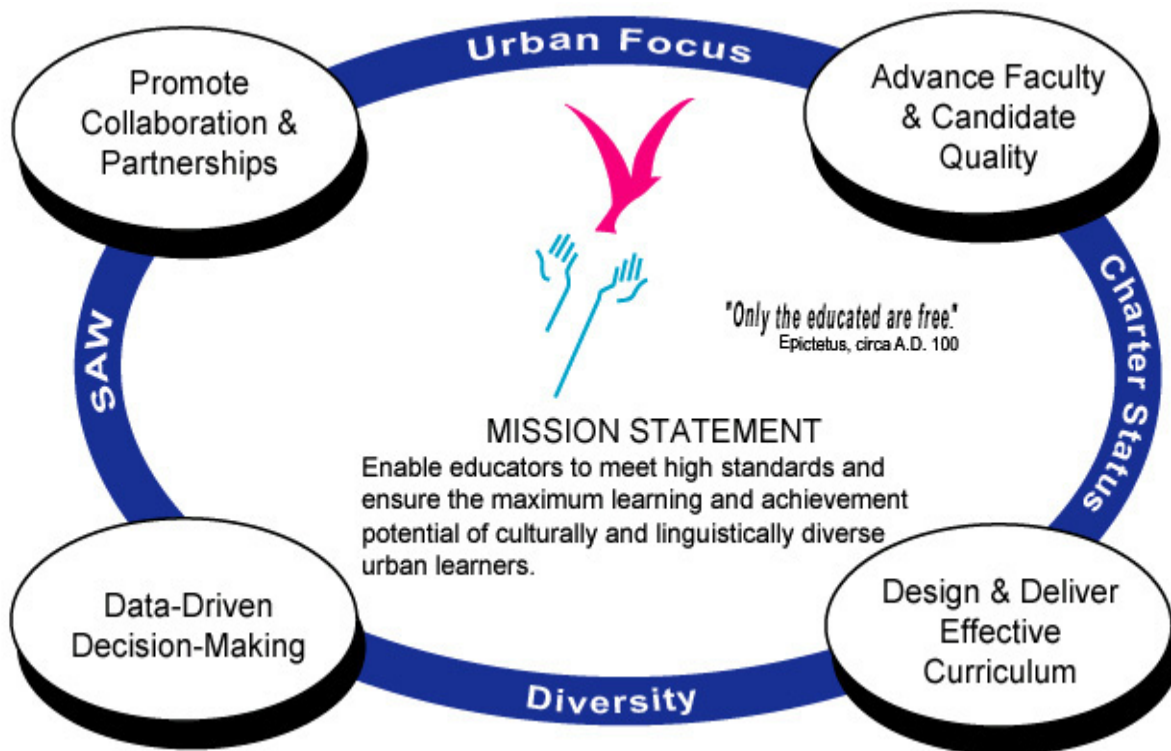 Urban Focus
Promote
Collaboration &
Partnerships
Advance Faculty
& Candidate
Quality
SAW
Charter Status
"Only the educated are free."
Epictetus, circa A.D. 100
MISSION STATEMENT
Enable educators to meet high standards and
ensure the maximum learning and achievement
potential of culturally and linguistically diverse
urban learners.
Data-Driven
Decision-Making
Design & Deliver
Effective
Curriculum
Diversity